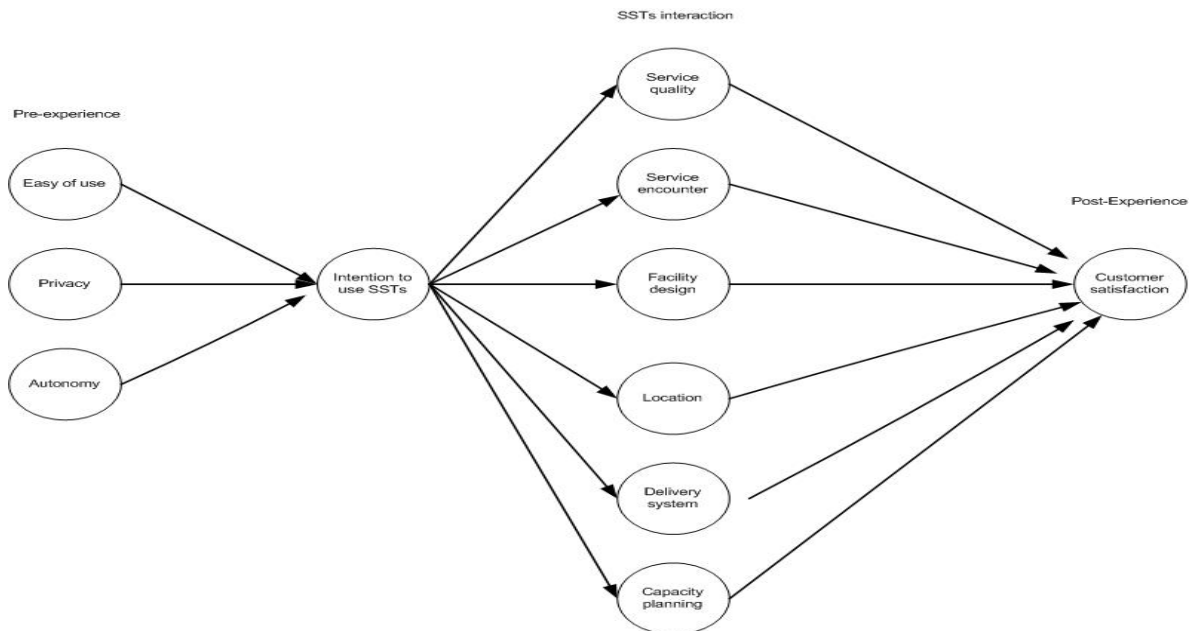 SSTs interaction
Service
quality
Pre-experience
Easy of use
Service
encounter
Post-Experience
Privacy
Intention to
use SSTs
Facility
design
Customer
satisfaction
Autonomy
Location
Delivery
system
Capacity
planning